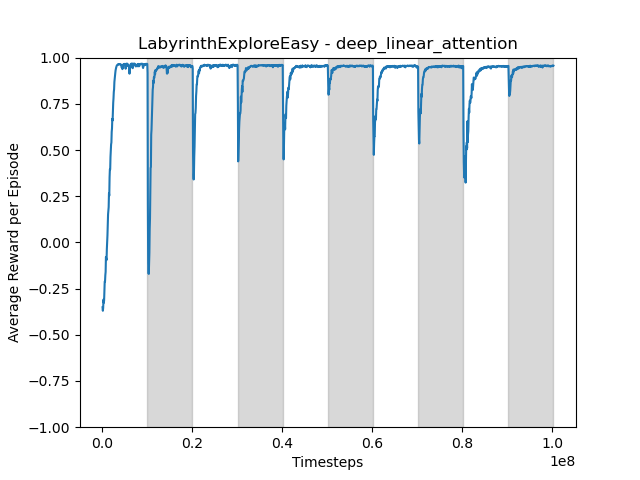 LabyrinthExploreEasy - deep_linear_attention
1.00
0.75
0.50
0.25
0.00
−0.25
−0.50
−0.75
−1.00
Average Reward per Episode
0.0 0.2 0.4 0.6 0.8 1.0
1e8
Timesteps